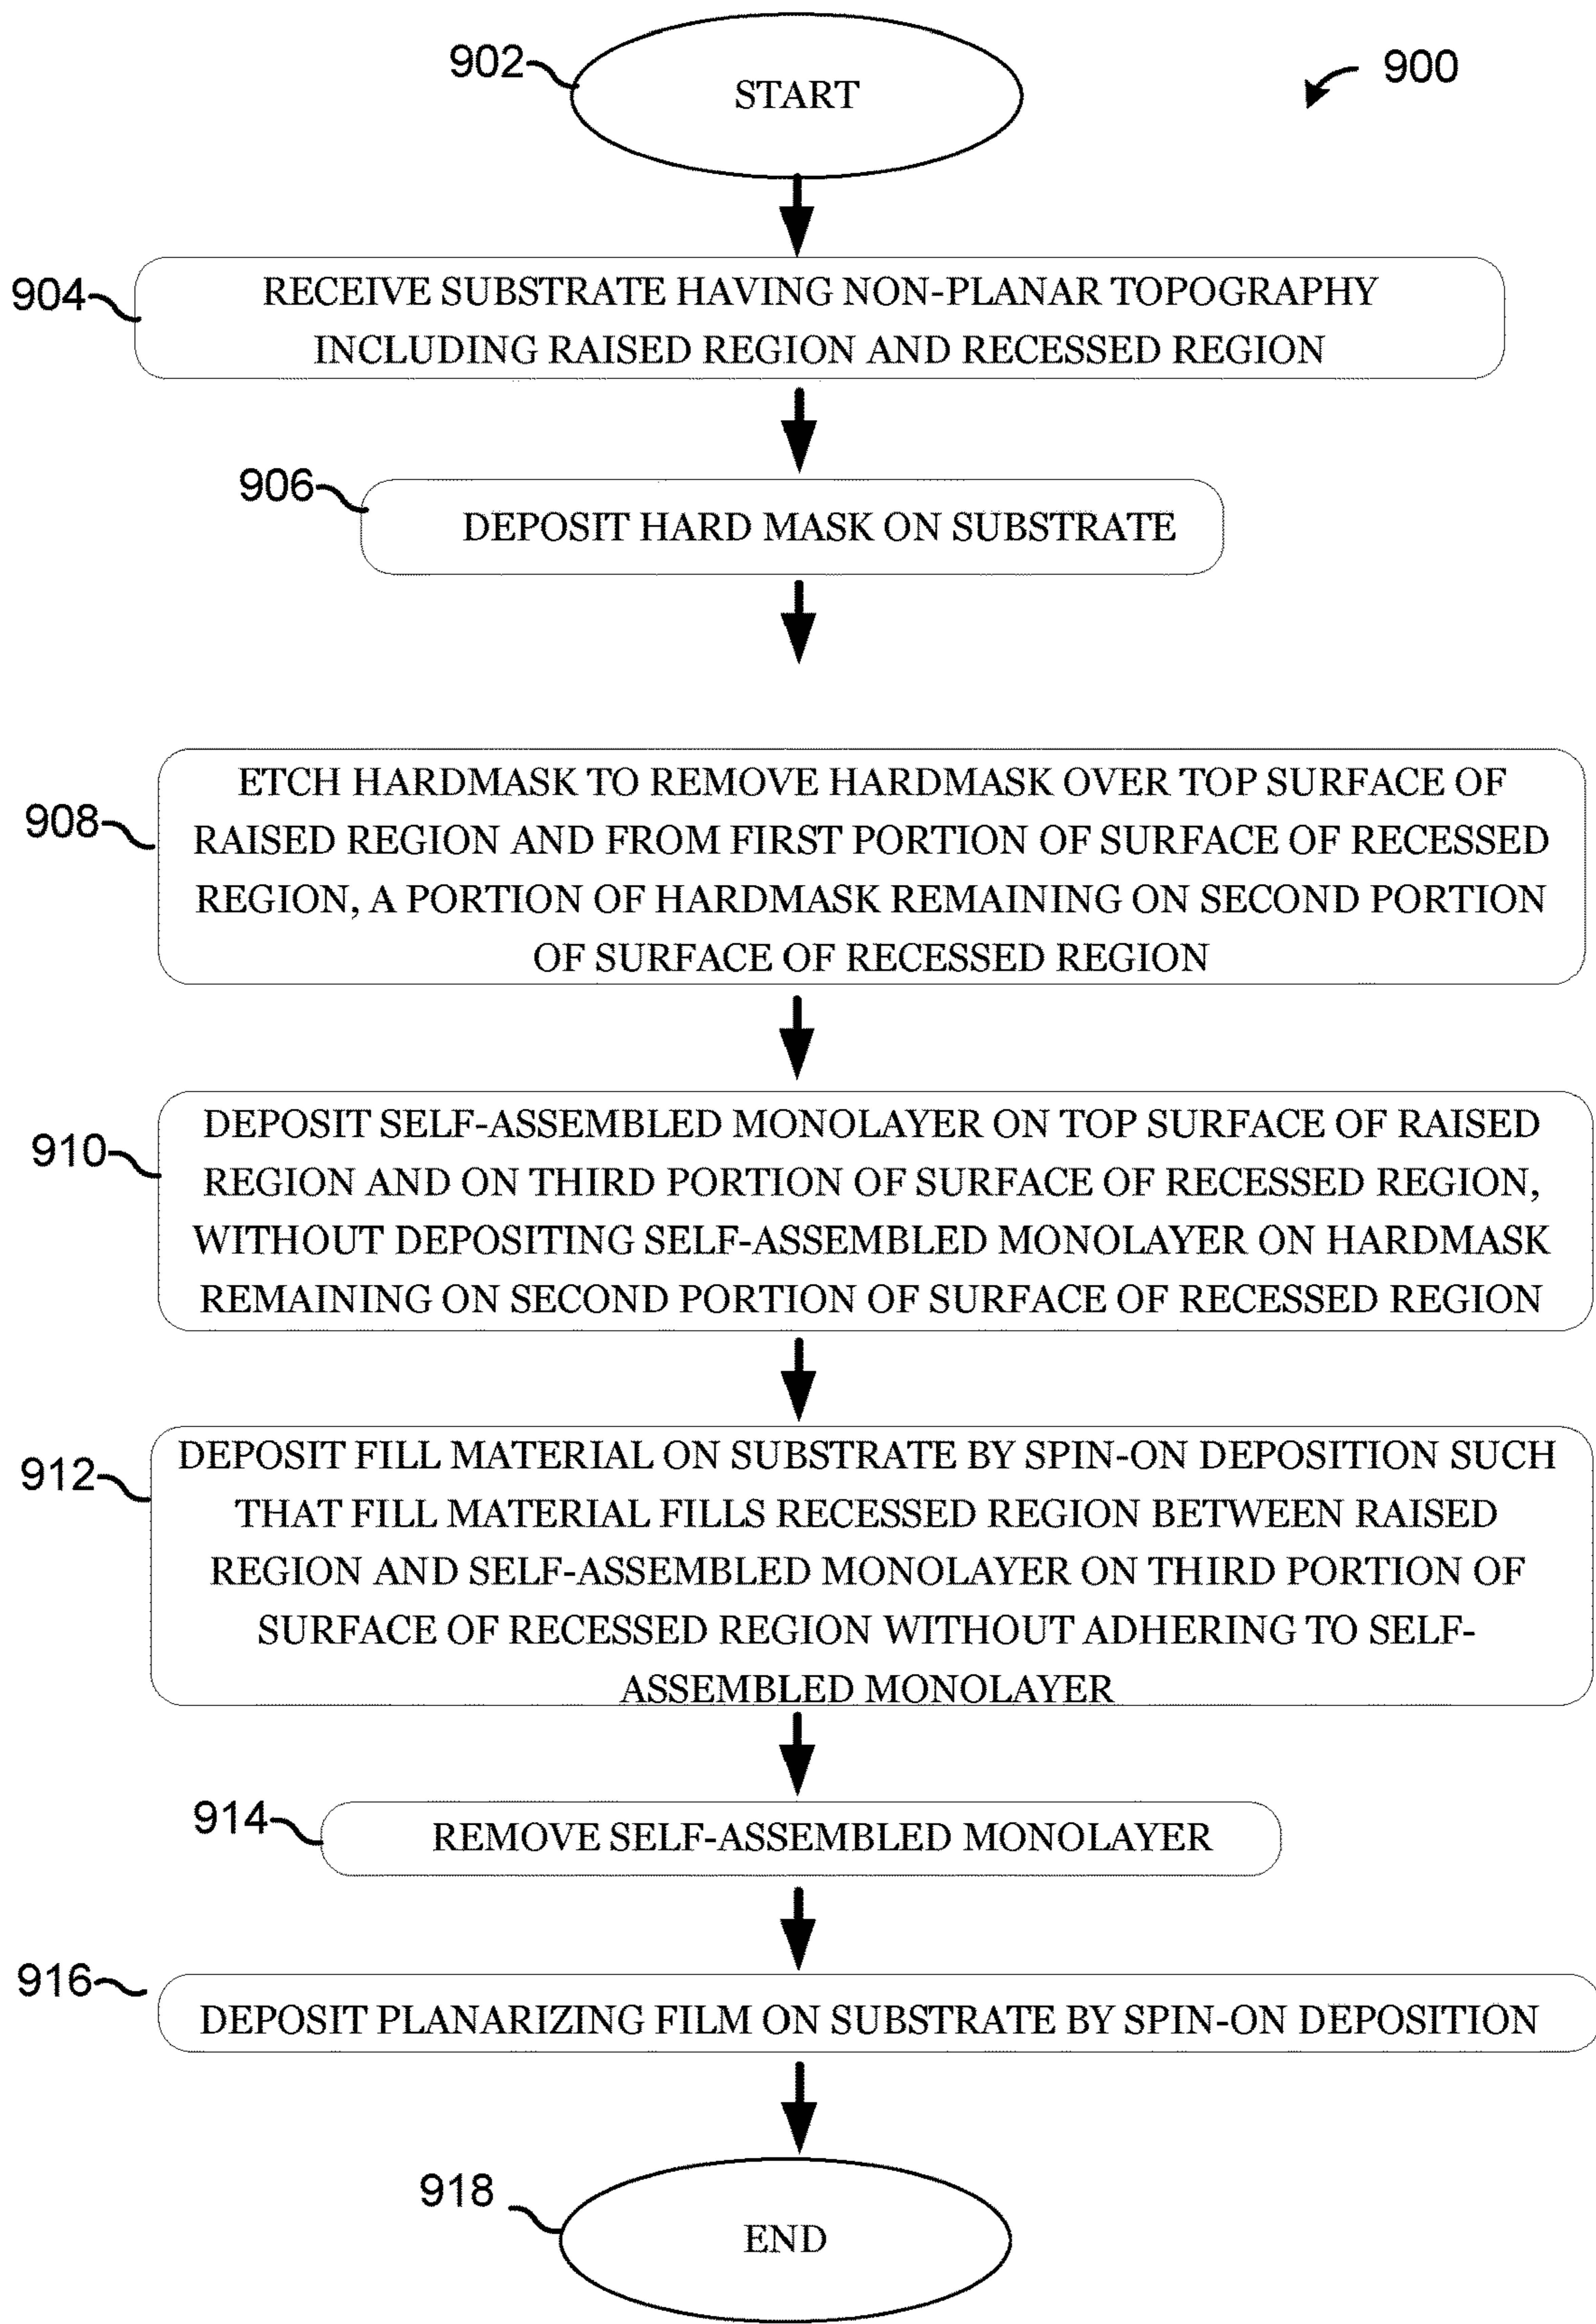 902
START
900
904
RECEIVE SUBSTRATE HAVING NON-PLANAR TOPOGRAPHY
INCLUDING RAISED REGION AND RECESSED REGION
906
DEPOSIT HARD MASK ON SUBSTRATE
908
ETCH HARDMASK TO REMOVE HARDMASK OVER TOP SURFACE OF
RAISED REGION AND FROM FIRST PORTION OF SURFACE OF RECESSED
REGION, A PORTION OF HARDMASK REMAINING ON SECOND PORTION
OF SURFACE OF RECESSED REGION
910
DEPOSIT SELF-ASSEMBLED MONOLAYER ON TOP SURFACE OF RAISED
REGION AND ON THIRD PORTION OF SURFACE OF RECESSED REGION,
WITHOUT DEPOSITING SELF-ASSEMBLED MONOLAYER ON HARDMASK
REMAINING ON SECOND PORTION OF SURFACE OF RECESSED REGION
912
DEPOSIT FILL MATERIAL ON SUBSTRATE BY SPIN-ON DEPOSITION SUCH
THAT FILL MATERIAL FILLS RECESSED REGION BETWEEN RAISED
REGION AND SELF-ASSEMBLED MONOLAYER ON THIRD PORTION OF
SURFACE OF RECESSED REGION WITHOUT ADHERING TO SELF-
ASSEMBLED MONOLAYER
914
REMOVE SELF-ASSEMBLED MONOLAYER
916
DEPOSIT PLANARIZING FILM ON SUBSTRATE BY SPIN-ON DEPOSITION
918
END